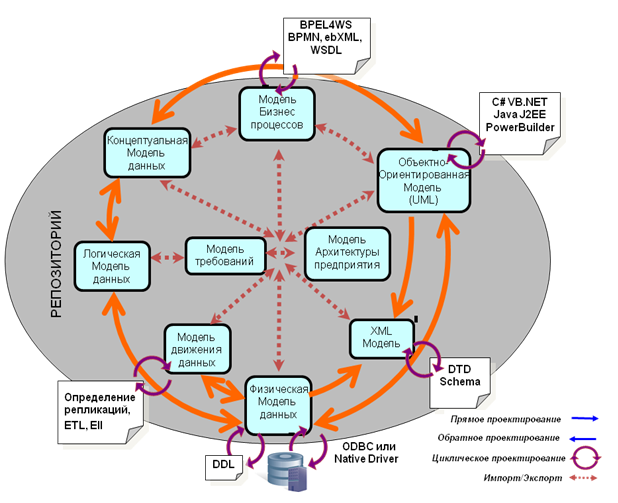 BPEL4WS
BPMN, ebXML,
WSDL
C# VB.NET
Java J2EE
PowerBuilder
Модель
Бизнес
процессов
Концептуальная
Модель
данных
Объектно-
Ориентированная
Модель
(UML)
РЕПОЗИТОРИЙ
Логическая
Модель
данных
Модель
требований
Модель
Архитектуры
предприятия
Модель
движения
данных
XML
Модель
Физическая
Модель
данных
DTD
Schema
Определение
репликаций,
ETL, EII
DDL
ODBC или
Native Driver
Прямое проектирование
Обратное проектирование
Циклическое проектирование
Импорт/Экспорт